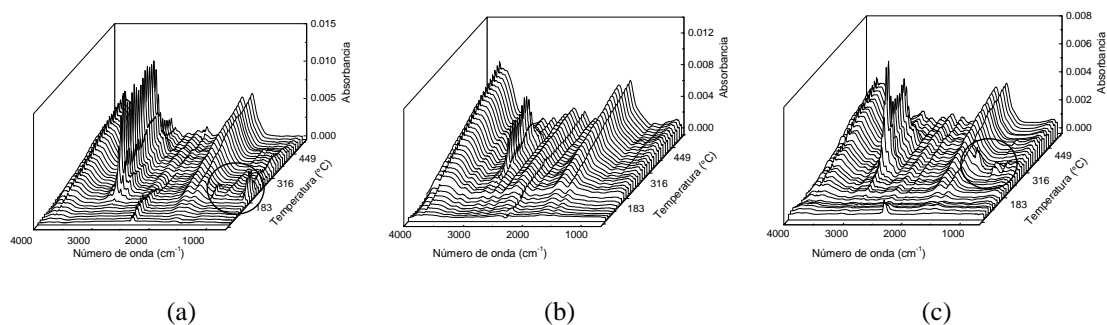 0.015
0.010
0.005
0.000
Absorbancia
449
316
183
Temperatura (°C)
4000 3000 2000 1000
Número de onda (cm⁻¹)
(a)
0.012
0.008
0.004
0.000
Absorbancia
449
316
183
Temperatura (°C)
4000 3000 2000 1000
Número de onda (cm⁻¹)
(b)
0.008
0.006
0.004
0.002
0.000
Absorbancia
449
316
183
Temperatura (°C)
4000 3000 2000 1000
Número de onda (cm⁻¹)
(c)